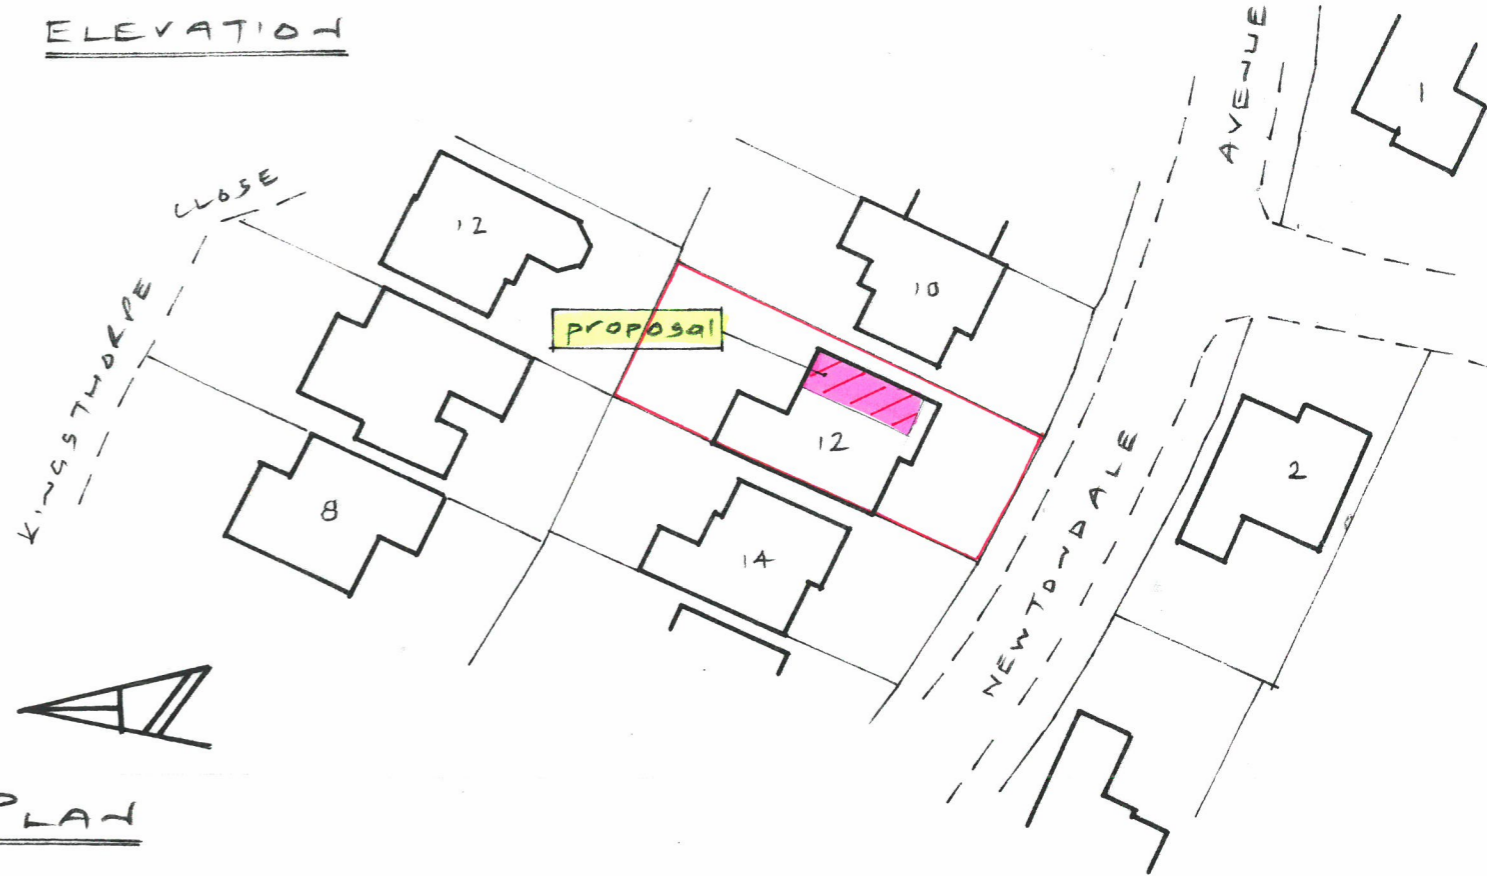 ELEVATION
AVENUE
1
CLOSE
12
10
proposal
KINGSTHORPE
12
2
8
14
NEWTONDALE
PLAN